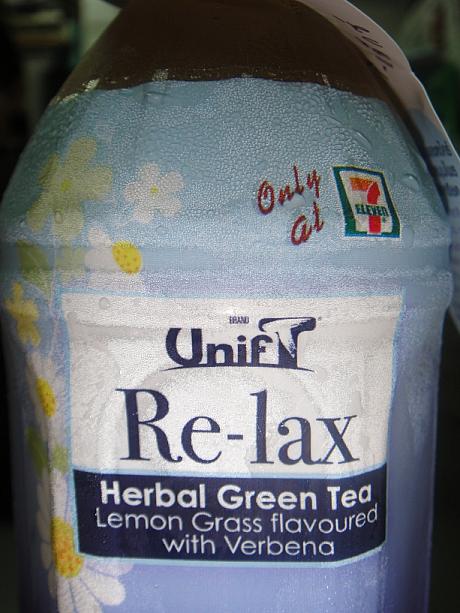 Only
at
7
ELEVEN
BRAND
Unif
Re-lax
Herbal Green Tea
Lemon Grass flavoured
with Verbena